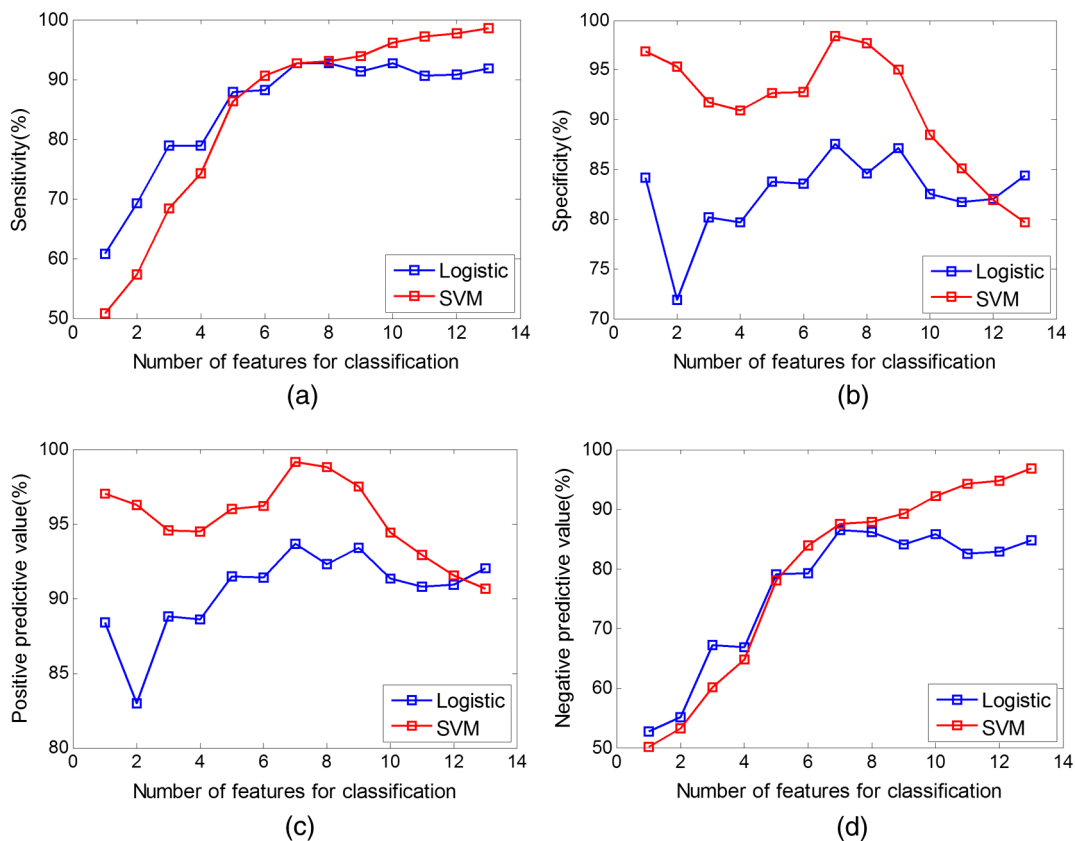 100
90
80
70
60
50
0 2 4 6 8 10 12 14
Sensitivity(%)
Number of features for classification
Logistic
SVM
(a)
100
95
90
85
80
75
70
0 2 4 6 8 10 12 14
Specificity(%)
Number of features for classification
Logistic
SVM
(b)
100
95
90
85
80
0 2 4 6 8 10 12 14
Positive predictive value(%)
Number of features for classification
Logistic
SVM
(c)
100
90
80
70
60
50
0 2 4 6 8 10 12 14
Negative predictive value(%)
Number of features for classification
Logistic
SVM
(d)